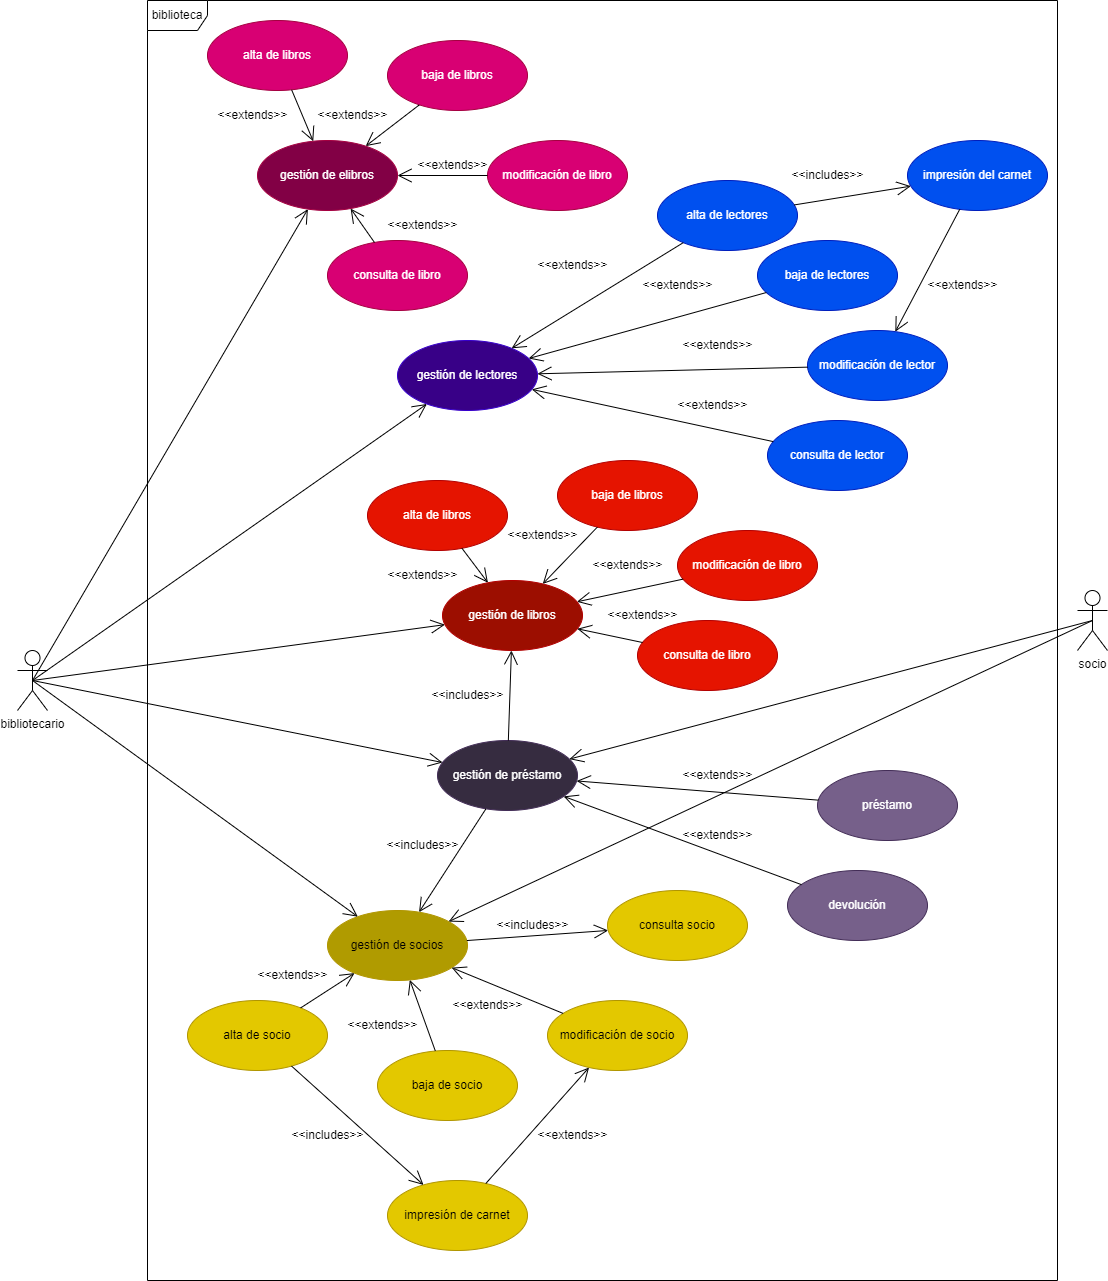 biblioteca
alta de libros
baja de libros
<<extends>>
<<extends>>
gestión de elibros
<<extends>>
modificación de libro
<<extends>>
consulta de libro
<<includes>>
impresión del carnet
alta de lectores
<<extends>>
baja de lectores
<<extends>>
<<extends>>
<<extends>>
modificación de lector
gestión de lectores
<<extends>>
consulta de lector
baja de libros
alta de libros
<<extends>>
<<extends>>
<<extends>>
modificación de libro
gestión de libros
<<extends>>
consulta de libro
socio
bibliotecario
<<includes>>
gestión de préstamo
<<extends>>
préstamo
<<extends>>
<<includes>>
devolución
gestión de socios
<<includes>>
consulta socio
<<extends>>
<<extends>>
<<extends>>
alta de socio
modificación de socio
baja de socio
<<includes>>
<<extends>>
impresión de carnet